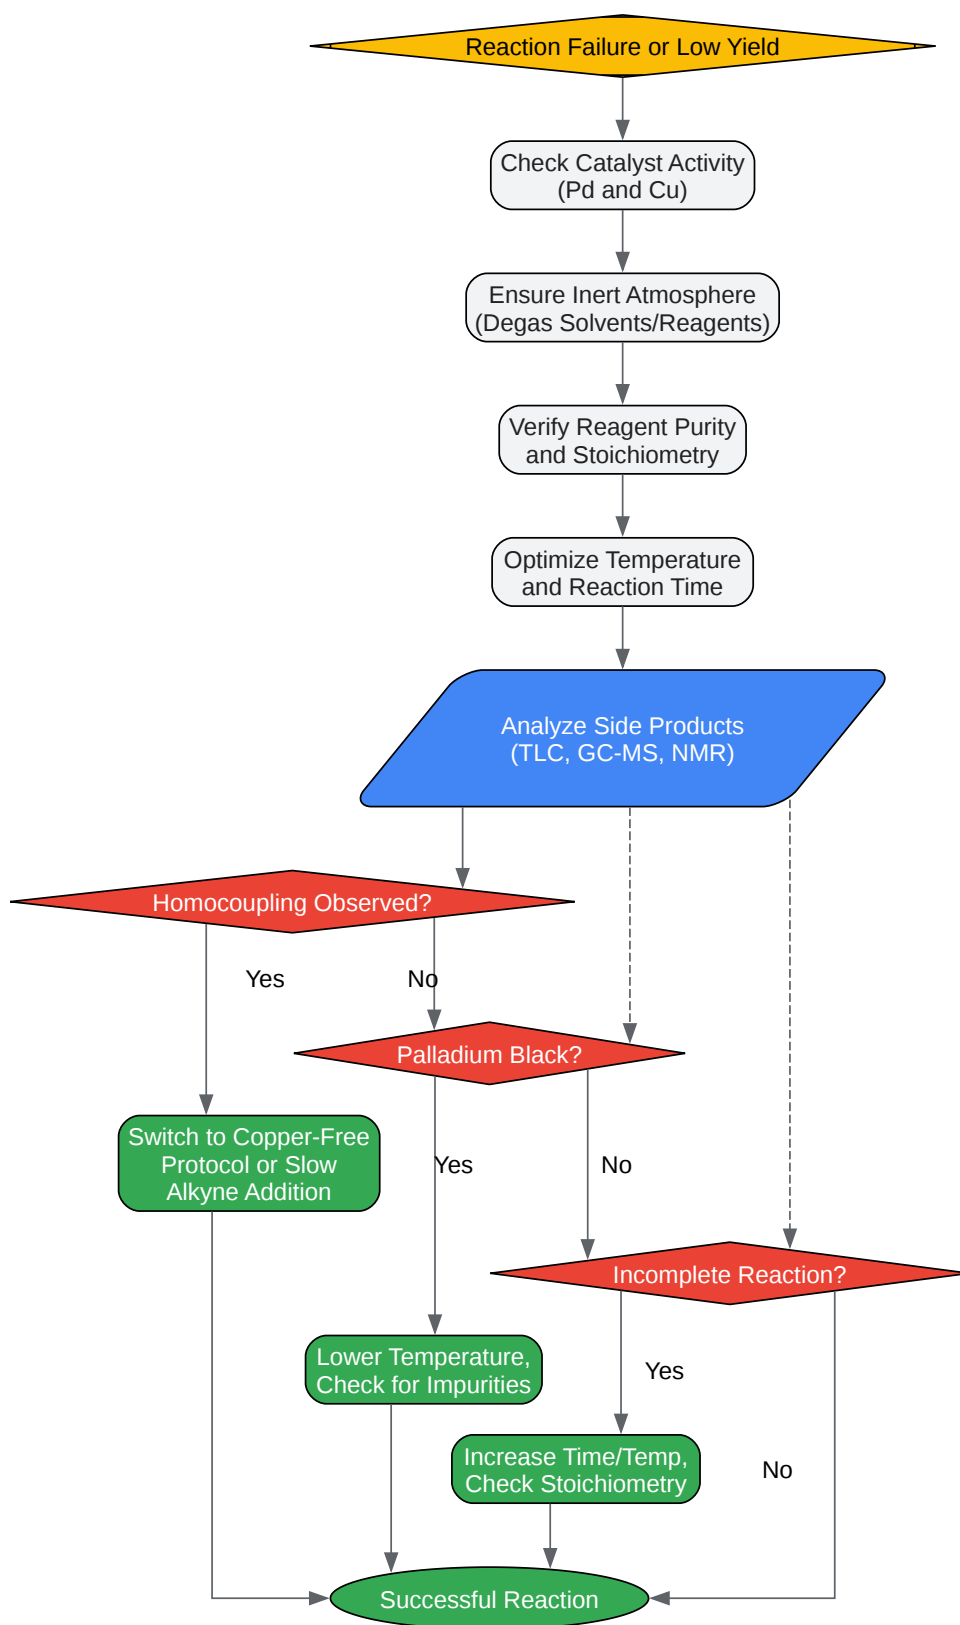 Reaction Failure or Low Yield
Check Catalyst Activity
(Pd and Cu)
Ensure Inert Atmosphere
(Degas Solvents/Reagents)
Verify Reagent Purity
and Stoichiometry
Optimize Temperature
and Reaction Time
Analyze Side Products
(TLC, GC-MS, NMR)
Homocoupling Observed?
Yes
No
Palladium Black?
Switch to Copper-Free
Protocol or Slow
Alkyne Addition
Yes
No
Incomplete Reaction?
Lower Temperature,
Check for Impurities
Yes
Increase Time/Temp,
Check Stoichiometry
No
Successful Reaction